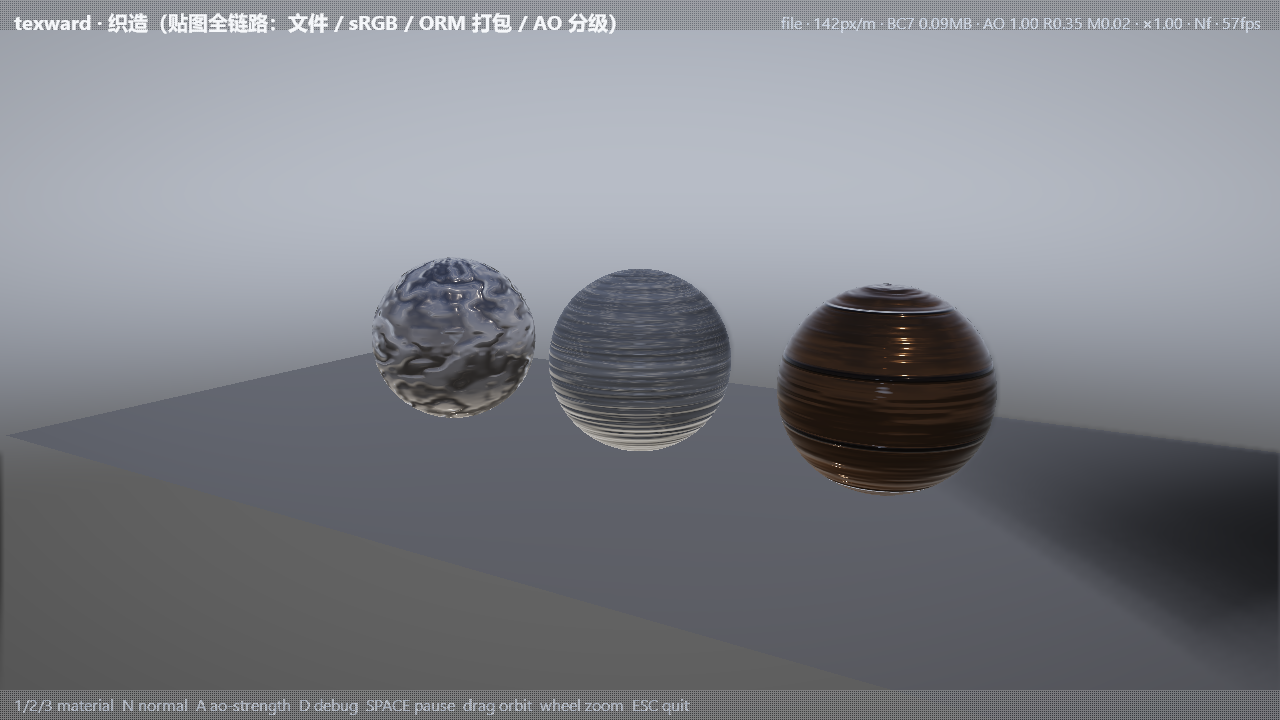 texward · 织造（贴图全链路：文件 / sRGB / ORM 打包 / AO 分级）
file · 142px/m · BC7 0.09MB · AO 1.00 R0.35 M0.02 · ×1.00 · Nf · 57fps
1/2/3 material  N normal  A ao-strength  D debug  SPACE pause  drag orbit  wheel zoom  ESC quit